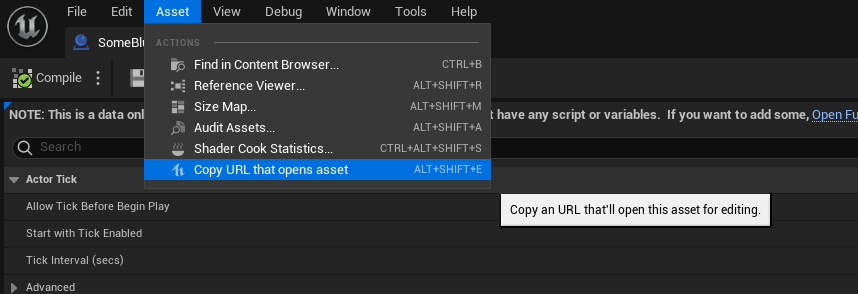 File Edit Asset View Debug Window Tools Help
SomeBlu
ACTIONS
Compile
Find in Content Browser... CTRL+B
Reference Viewer... ALT+SHIFT+R
Size Map... ALT+SHIFT+M
NOTE: This is a data onl t have any script or variables. If you want to add some, Open Fu
Audit Assets... ALT+SHIFT+A
Search
Shader Cook Statistics... CTRL+ALT+SHIFT+S
Copy URL that opens asset ALT+SHIFT+E
Actor Tick
Allow Tick Before Begin Play
Copy an URL that'll open this asset for editing.
Start with Tick Enabled
Tick Interval (secs)
Advanced